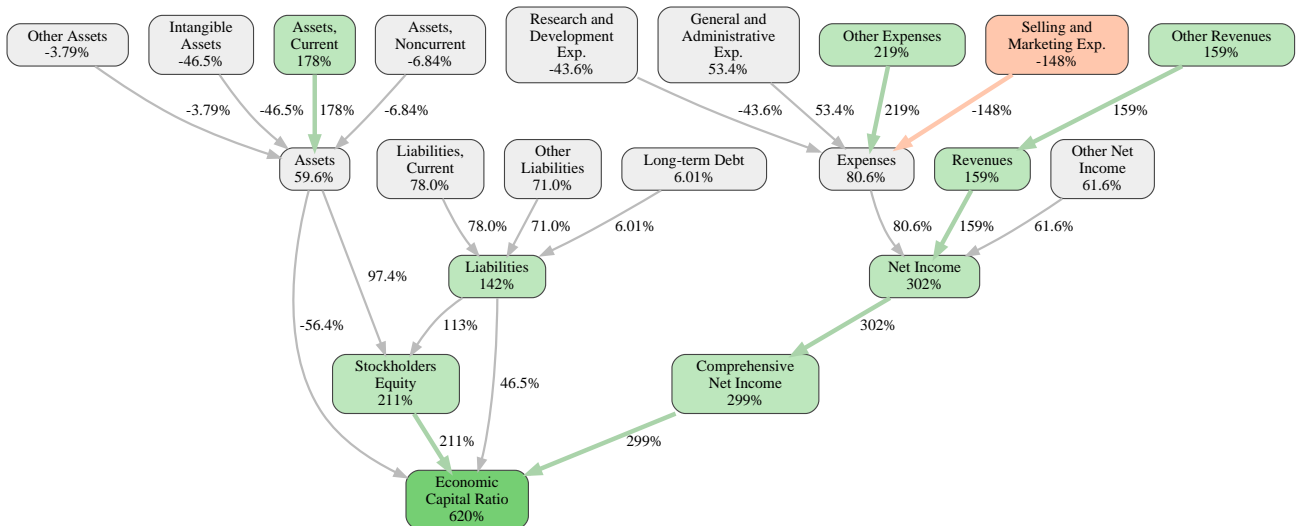 Other Assets
-3.79%
Intangible
Assets
-46.5%
Assets,
Current
178%
Assets,
Noncurrent
-6.84%
Research and
Development
Exp.
-43.6%
General and
Administrative
Exp.
53.4%
Other Expenses
219%
Selling and
Marketing Exp.
-148%
Other Revenues
159%
-3.79%
-46.5%
178%
-6.84%
-43.6%
53.4%
219%
-148%
159%
Assets
59.6%
Liabilities,
Current
78.0%
Other
Liabilities
71.0%
Long-term Debt
6.01%
Expenses
80.6%
Revenues
159%
Other Net
Income
61.6%
78.0%
71.0%
6.01%
80.6%
159%
61.6%
97.4%
Liabilities
142%
Net Income
302%
-56.4%
113%
302%
Stockholders
Equity
211%
46.5%
Comprehensive
Net Income
299%
211%
299%
Economic
Capital Ratio
620%